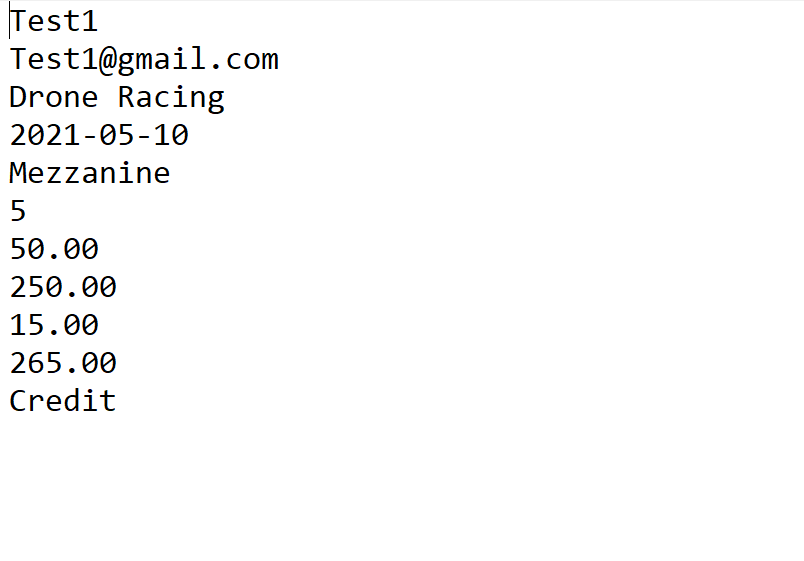 Test1
Test1@gmail.com
Drone Racing
2021-05-10
Mezzanine
5
50.00
250.00
15.00
265.00
Credit